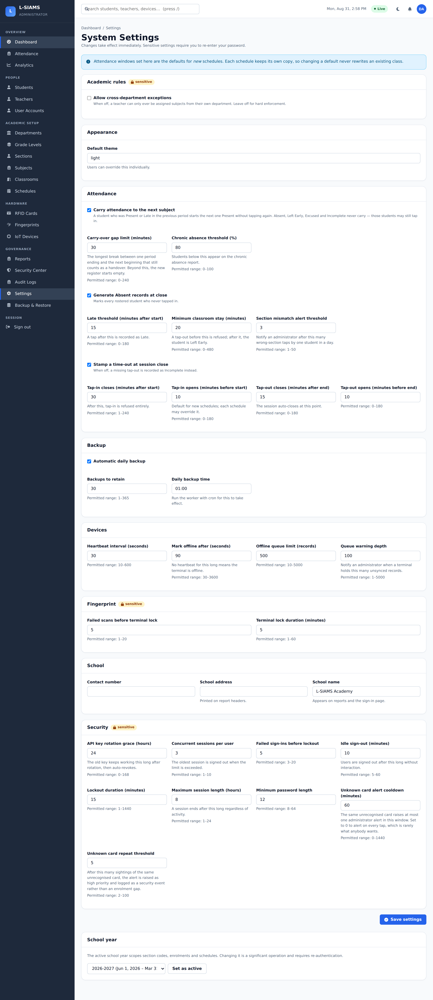 L
L-SIAMS
ADMINISTRATOR
OVERVIEW
Dashboard
Attendance
Analytics
PEOPLE
Students
Teachers
User Accounts
ACADEMIC SETUP
Departments
Grade Levels
Sections
Subjects
Classrooms
Schedules
HARDWARE
RFID Cards
Fingerprints
IoT Devices
GOVERNANCE
Reports
Security Center
Audit Logs
Settings
Backup & Restore
SESSION
Sign out
Search students, teachers, devices... (press /)
Mon, Aug 31, 2:58 PM
Live
DA
Dashboard / Settings
System Settings
Changes take effect immediately. Sensitive settings require you to re-enter your password.
Attendance windows set here are the defaults for new schedules. Each schedule keeps its own copy, so changing a default never rewrites an existing class.
Academic rules
sensitive
Allow cross-department exceptions
When off, a teacher can only ever be assigned subjects from their own department. Leave off for hard enforcement.
Appearance
Default theme
light
Users can override this individually.
Attendance
Carry attendance to the next subject
A student who was Present or Late in the previous period starts the next one Present without tapping again. Absent, Left Early, Excused and Incomplete never carry — those students may still tap
in.
Carry-over gap limit (minutes)
30
The longest break between one period
ending and the next beginning that still
counts as a handover. Beyond this, the new
register starts empty.
Permitted range: 0–240
Chronic absence threshold (%)
80
Students below this appear on the chronic
absence report.
Permitted range: 0–100
Generate Absent records at close
Marks every rostered student who never tapped in.
Late threshold (minutes after start)
15
A tap after this is recorded as Late.
Permitted range: 0–180
Minimum classroom stay (minutes)
20
A tap-out before this is refused; after it, the
student is Left Early.
Permitted range: 0–480
Section mismatch alert threshold
3
Notify an administrator after this many
wrong-section taps by one student in a day.
Permitted range: 1–50
Stamp a time-out at session close
When off, a missing tap-out is recorded as Incomplete instead.
Tap-in closes (minutes after start)
30
After this, tap-in is refused entirely.
Permitted range: 1–240
Tap-in opens (minutes before start)
10
Default for new schedules; each schedule
may override it.
Permitted range: 0–180
Tap-out closes (minutes after end)
15
The session auto-closes at this point.
Permitted range: 0–180
Tap-out opens (minutes before end)
10
Permitted range: 0–180
Backup
Automatic daily backup
Backups to retain
30
Permitted range: 1–365
Daily backup time
01:00
Run the worker with cron for this to take
effect.
Devices
Heartbeat interval (seconds)
30
Permitted range: 10–600
Mark offline after (seconds)
90
No heartbeat for this long means the
terminal is offline.
Permitted range: 30–3600
Offline queue limit (records)
500
Permitted range: 10–5000
Queue warning depth
100
Notify an administrator when a terminal
holds this many unsynced records.
Permitted range: 1–5000
Fingerprint
sensitive
Failed scans before terminal lock
5
Permitted range: 1–20
Terminal lock duration (minutes)
5
Permitted range: 1–60
School
Contact number
School address
Printed on report headers.
School name
L-SIAMS Academy
Appears on reports and the sign-in page.
Security
sensitive
API key rotation grace (hours)
24
The old key keeps working this long after
rotation, then auto-revokes.
Permitted range: 0–168
Concurrent sessions per user
3
The oldest session is signed out when the
limit is exceeded.
Permitted range: 1–10
Failed sign-ins before lockout
5
Permitted range: 3–20
Idle sign-out (minutes)
10
Users are signed out after this long without
interaction.
Permitted range: 5–60
Lockout duration (minutes)
15
Permitted range: 1–1440
Maximum session length (hours)
8
A session ends after this long regardless of
activity.
Permitted range: 1–24
Minimum password length
12
Permitted range: 8–64
Unknown card alert cooldown
(minutes)
60
The same unrecognised card raises at most
one administrator alert in this window. Set
to 0 to alert on every tap, which is rarely
what anybody wants.
Permitted range: 0–1440
Unknown card repeat threshold
5
After this many sightings of the same
unrecognised card, the alert is raised as
high priority and logged as a security event
rather than an enrolment gap.
Permitted range: 2–100
Save settings
School year
The active school year scopes section codes, enrolments and schedules. Changing it is a significant operation and requires re-authentication.
2026-2027 (Jun 1, 2026 – Mar 3
Set as active